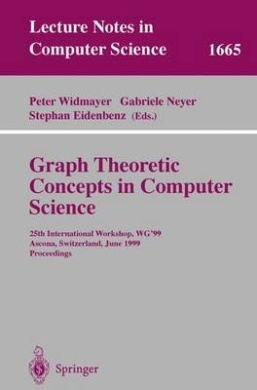 Lecture Notes in
Computer Science 1665
Peter Widmayer Gabriele Neyer
Stephan Eidenbenz (Eds.)
Graph Theoretic
Concepts in Computer
Science
25th International Workshop, WG'99
Ascona, Switzerland, June 1999
Proceedings
Springer